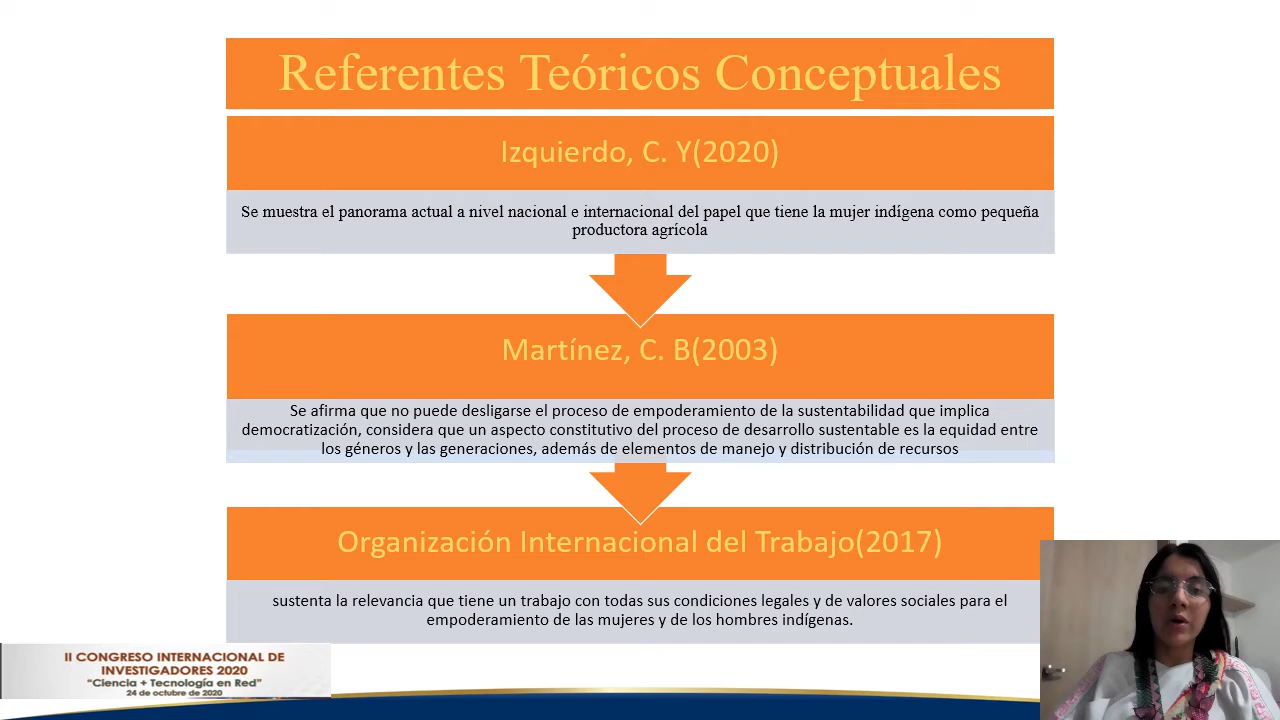 Referentes Teóricos Conceptuales
Izquierdo, C. Y(2020)
Se muestra el panorama actual a nivel nacional e internacional del papel que tiene la mujer indígena como pequeña
productora agrícola
Martínez, C. B(2003)
Se afirma que no puede desligarse el proceso de empoderamiento de la sustentabilidad que implica
democratización, considera que un aspecto constitutivo del proceso de desarrollo sustentable es la equidad entre
los géneros y las generaciones, además de elementos de manejo y distribución de recursos
Organización Internacional del Trabajo(2017)
sustenta la relevancia que tiene un trabajo con todas sus condiciones legales y de valores sociales para el
empoderamiento de las mujeres y de los hombres indígenas.
II CONGRESO INTERNACIONAL DE
INVESTIGADORES 2020
"Ciencia + Tecnología en Red"
24 de octubre de 2020